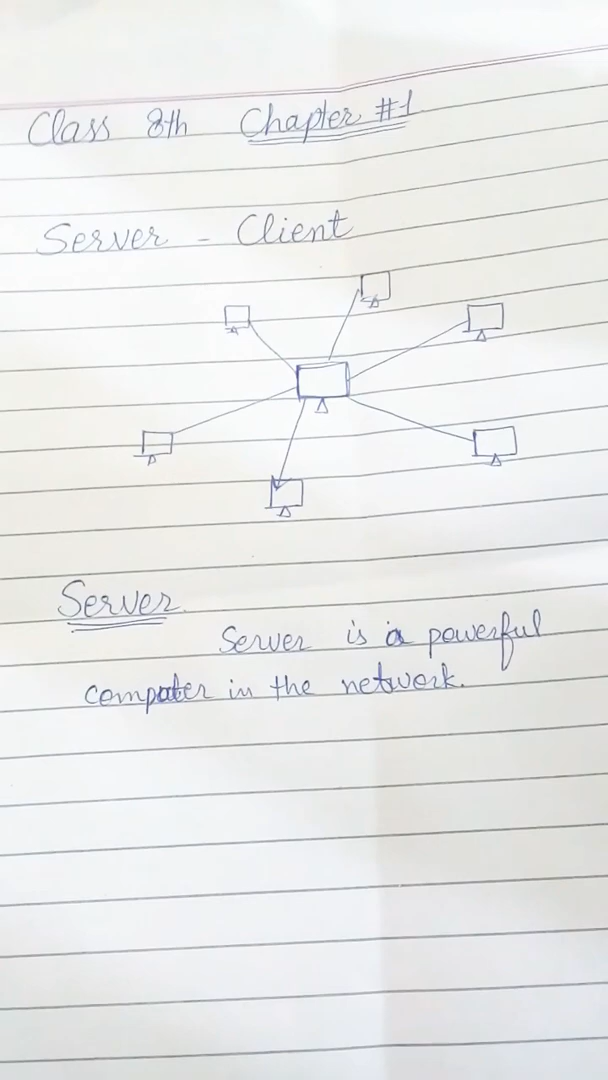 Class 8th Chapter #1
Server - Client
Server
Server is a powerful
computer in the network.